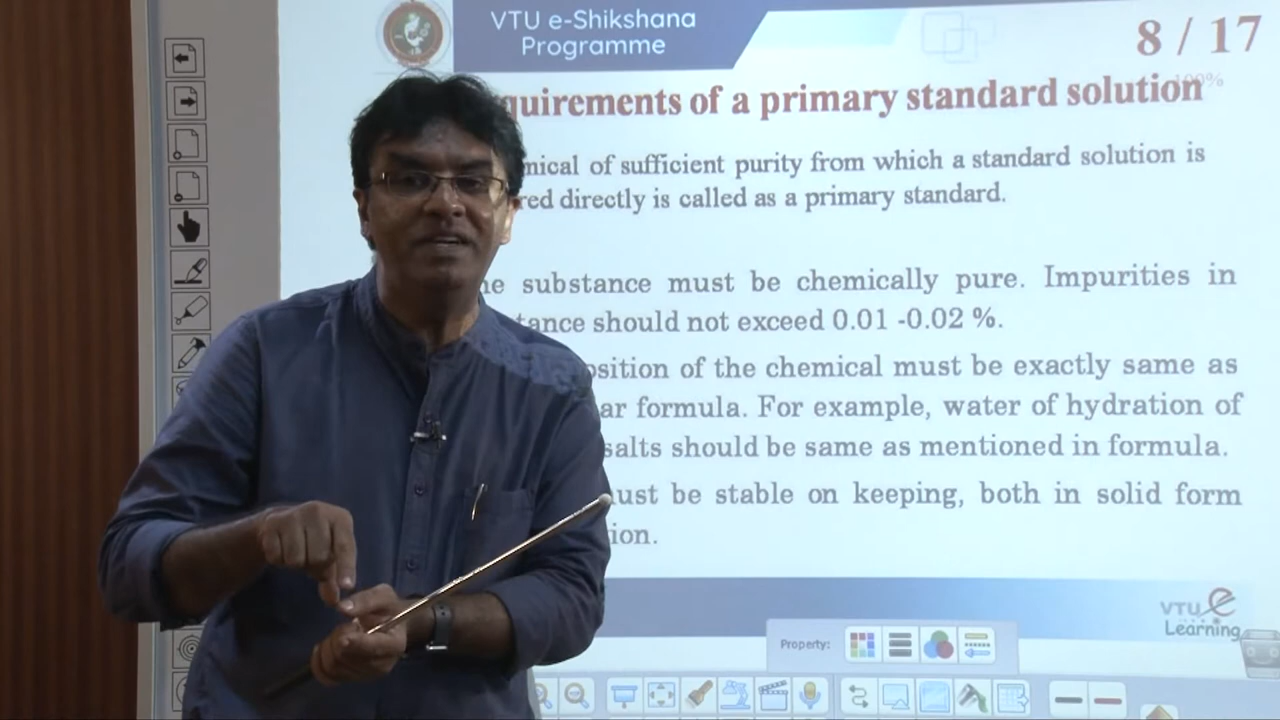 VTU e-Shikshana
Programme
8 / 17
100%
quirements of a primary standard solution
nical of sufficient purity from which a standard solution is
red directly is called as a primary standard.
he substance must be chemically pure. Impurities in
tance should not exceed 0.01 -0.02 %.
osition of the chemical must be exactly same as
ar formula. For example, water of hydration of
salts should be same as mentioned in formula.
ust be stable on keeping, both in solid form
ion.
VTU e
Learning
Property: